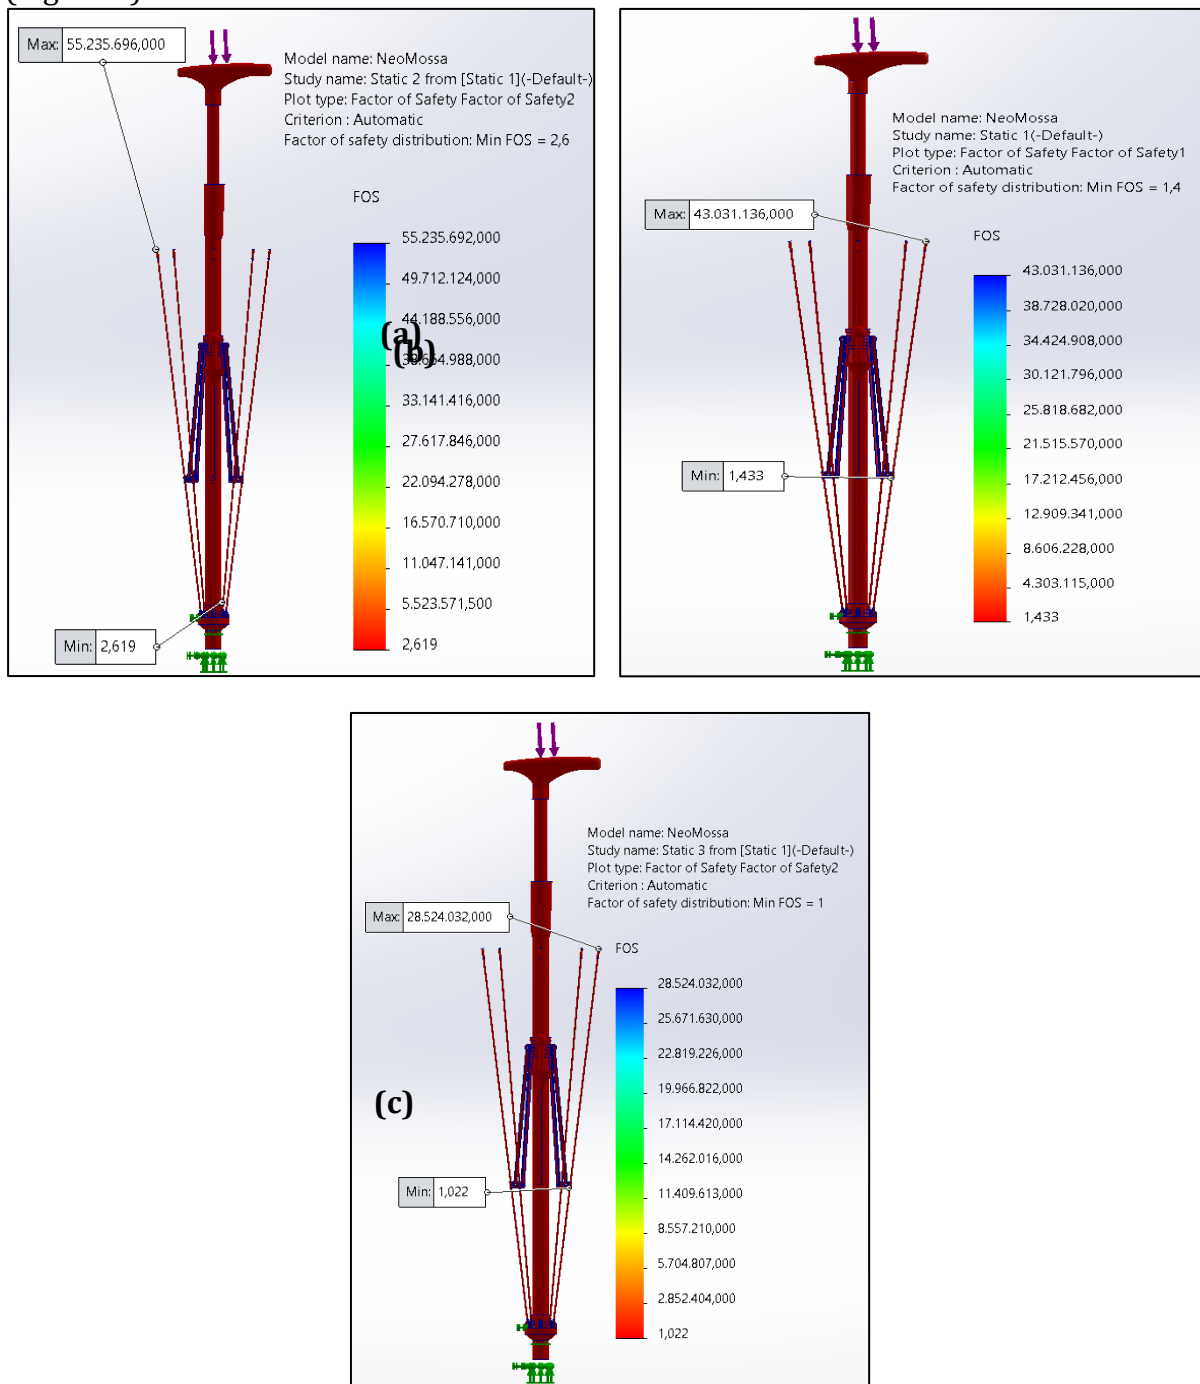 Max: 55.235.696,000
Model name: NeoMossa
Study name: Static 2 from [Static 1](-Default-)
Plot type: Factor of Safety Factor of Safety2
Criterion : Automatic
Factor of safety distribution: Min FOS = 2,6
FOS
55.235.692,000
49.712.124,000
44.188.556,000
(a)
(b)
33.141.416,000
27.617.846,000
22.094.278,000
16.570.710,000
11.047.141,000
5.523.571,500
2,619
Min: 2,619
Model name: NeoMossa
Study name: Static 1(-Default-)
Plot type: Factor of Safety Factor of Safety1
Criterion : Automatic
Factor of safety distribution: Min FOS = 1,4
Max: 43.031.136,000
FOS
43.031.136,000
38.728.020,000
34.424.908,000
30.121.796,000
25.818.682,000
21.515.570,000
17.212.456,000
12.909.341,000
8.606.228,000
4.303.115,000
1,433
Min: 1,433
Model name: NeoMossa
Study name: Static 3 from [Static 1](-Default-)
Plot type: Factor of Safety Factor of Safety2
Criterion : Automatic
Factor of safety distribution: Min FOS = 1
Max: 28.524.032,000
FOS
28.524.032,000
25.671.630,000
22.819.226,000
19.966.822,000
17.114.420,000
14.262.016,000
11.409.613,000
8.557.210,000
5.704.807,000
2.852.404,000
1,022
(c)
Min: 1,022